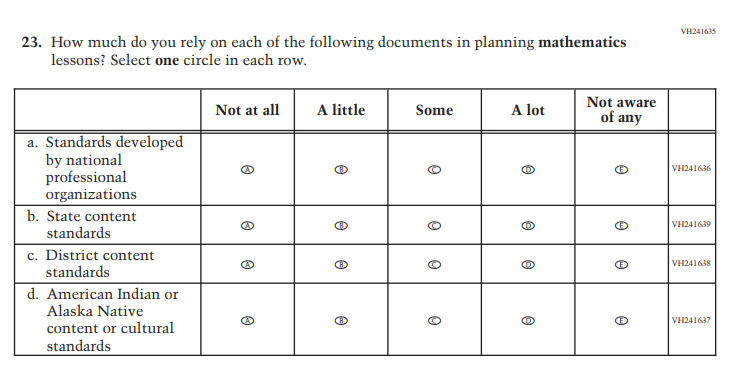 VH241635
23. How much do you rely on each of the following documents in planning mathematics
lessons? Select one circle in each row.
Not at all A little Some A lot Not aware
of any
a. Standards developed
by national
professional
organizations
A B C D E VH241636
b. State content
standards
A B C D E VH241639
c. District content
standards
A B C D E VH241638
d. American Indian or
Alaska Native
content or cultural
standards
A B C D E VH241637